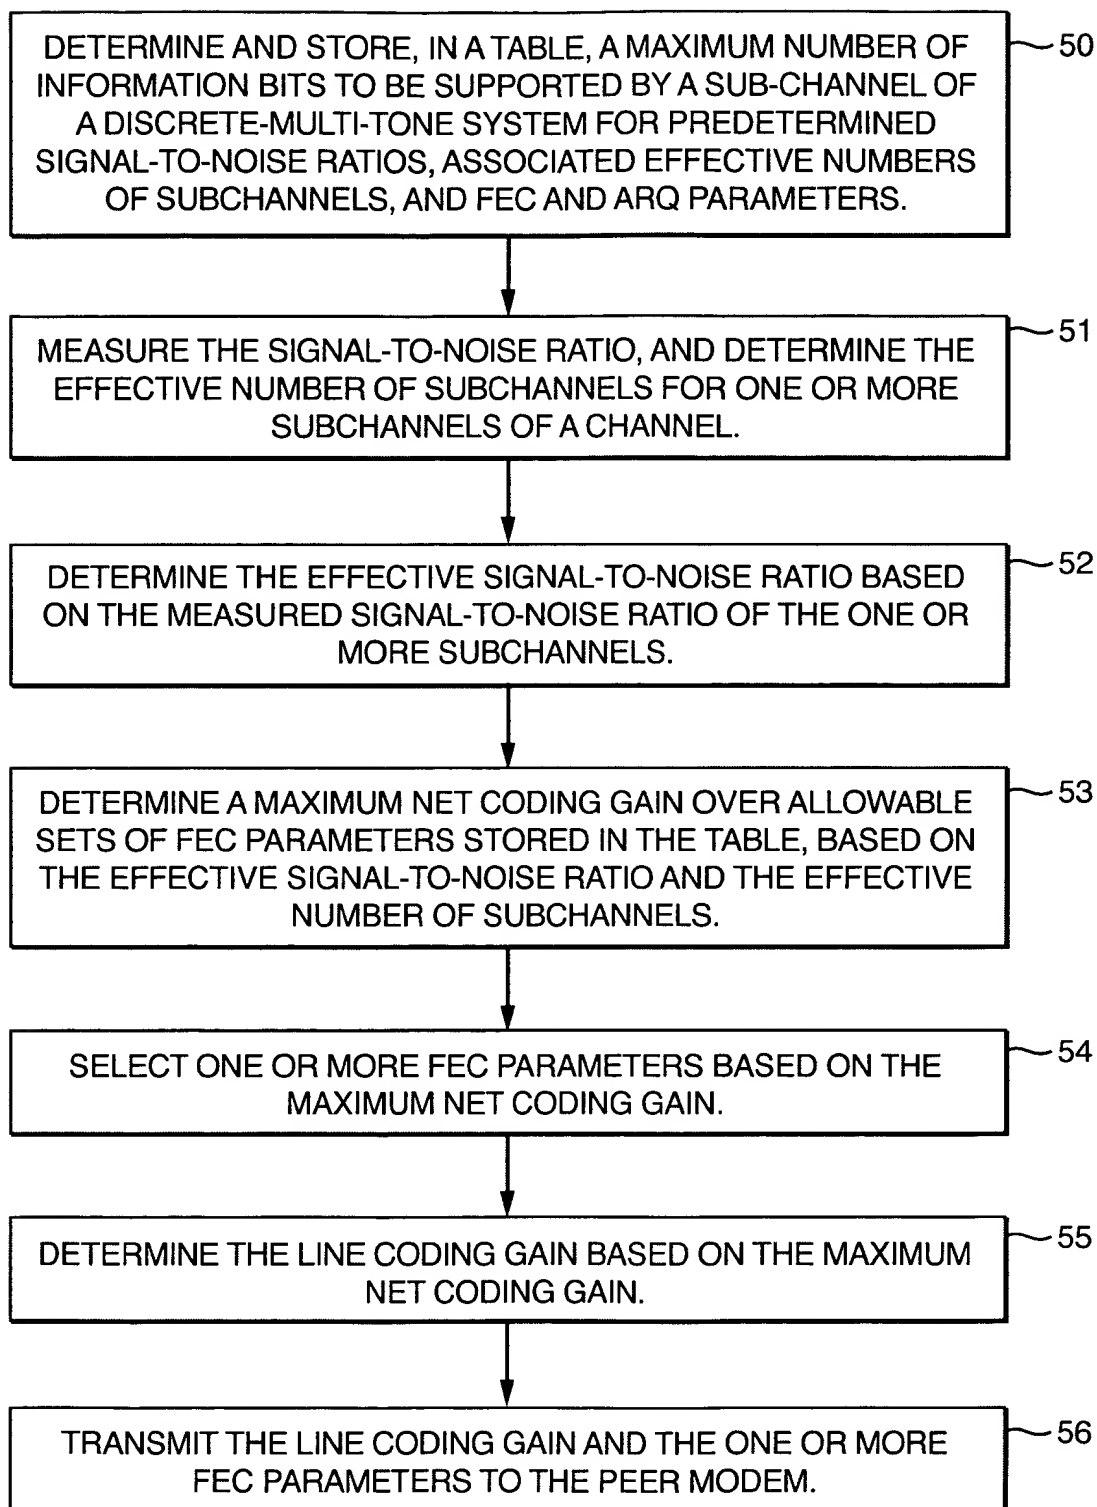 DETERMINE AND STORE, IN A TABLE, A MAXIMUM NUMBER OF
INFORMATION BITS TO BE SUPPORTED BY A SUB-CHANNEL OF
A DISCRETE-MULTI-TONE SYSTEM FOR PREDETERMINED
SIGNAL-TO-NOISE RATIOS, ASSOCIATED EFFECTIVE NUMBERS
OF SUBCHANNELS, AND FEC AND ARQ PARAMETERS.
50
MEASURE THE SIGNAL-TO-NOISE RATIO, AND DETERMINE THE
EFFECTIVE NUMBER OF SUBCHANNELS FOR ONE OR MORE
SUBCHANNELS OF A CHANNEL.
51
DETERMINE THE EFFECTIVE SIGNAL-TO-NOISE RATIO BASED
ON THE MEASURED SIGNAL-TO-NOISE RATIO OF THE ONE OR
MORE SUBCHANNELS.
52
DETERMINE A MAXIMUM NET CODING GAIN OVER ALLOWABLE
SETS OF FEC PARAMETERS STORED IN THE TABLE, BASED ON
THE EFFECTIVE SIGNAL-TO-NOISE RATIO AND THE EFFECTIVE
NUMBER OF SUBCHANNELS.
53
SELECT ONE OR MORE FEC PARAMETERS BASED ON THE
MAXIMUM NET CODING GAIN.
54
DETERMINE THE LINE CODING GAIN BASED ON THE MAXIMUM
NET CODING GAIN.
55
TRANSMIT THE LINE CODING GAIN AND THE ONE OR MORE
FEC PARAMETERS TO THE PEER MODEM.
56